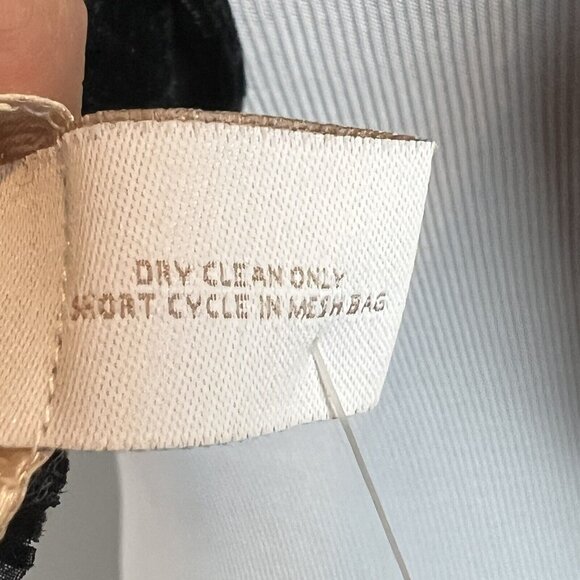 DRY CLEAN ONLY
SHORT CYCLE IN MESH BAG